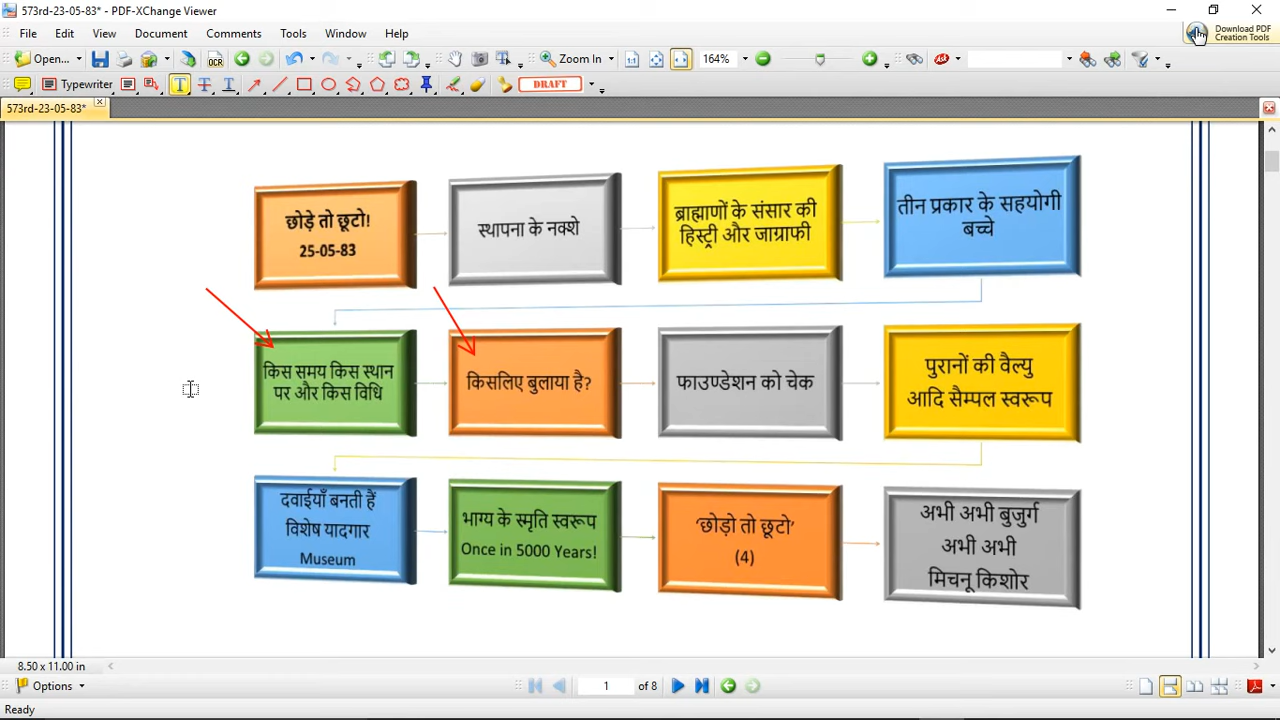 573rd-23-05-83* - PDF-XChange Viewer
File Edit View Document Comments Tools Window Help
Download PDF
Creation Tools
Open... OCR Zoom In 164%
Typewriter DRAFT
573rd-23-05-83*
छोड़े तो छूटो!
25-05-83
स्थापना के नक्शे
ब्राह्माणों के संसार की
हिस्ट्री और जाग्राफी
तीन प्रकार के सहयोगी
बच्चे
किस समय किस स्थान
पर और किस विधि
किसलिए बुलाया है?
फाउण्डेशन को चेक
पुरानों की वैल्यु
आदि सैम्पल स्वरूप
दवाईयाँ बनती हैं
विशेष यादगार
Museum
भाग्य के स्मृति स्वरूप
Once in 5000 Years!
‘छोड़ो तो छूटो’
(4)
अभी अभी बुजुर्ग
अभी अभी
मिचनू किशोर
8.50 x 11.00 in
Options 1 of 8
Ready